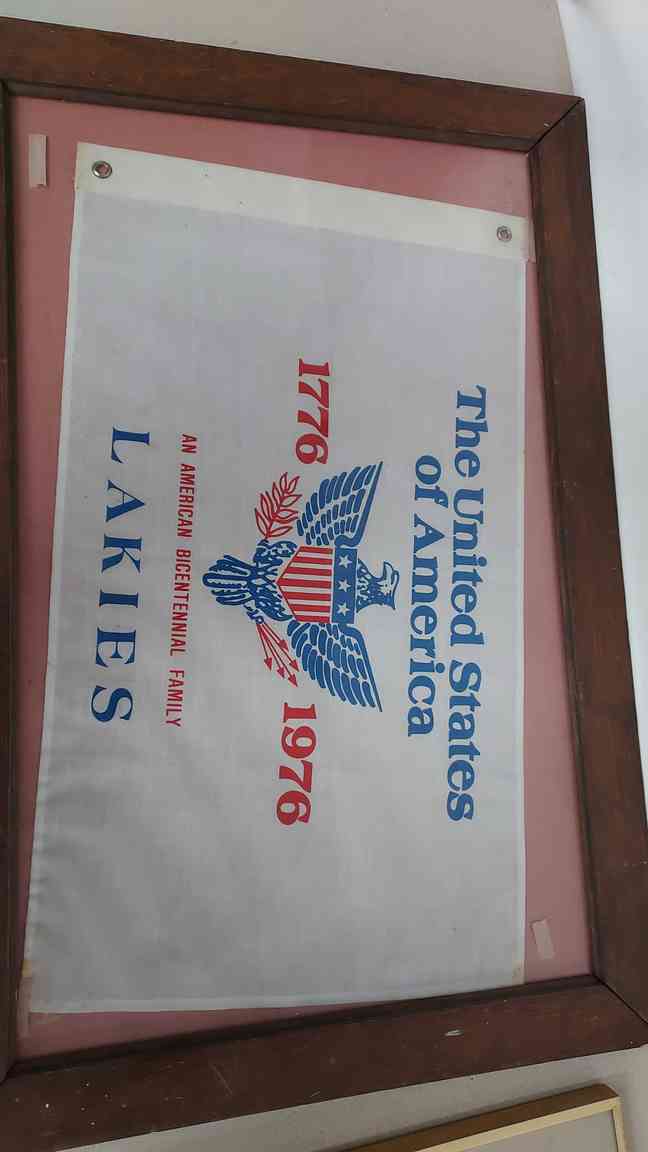 The United States
of America
1776 1976
AN AMERICAN BICENTENNIAL FAMILY
LAKIES